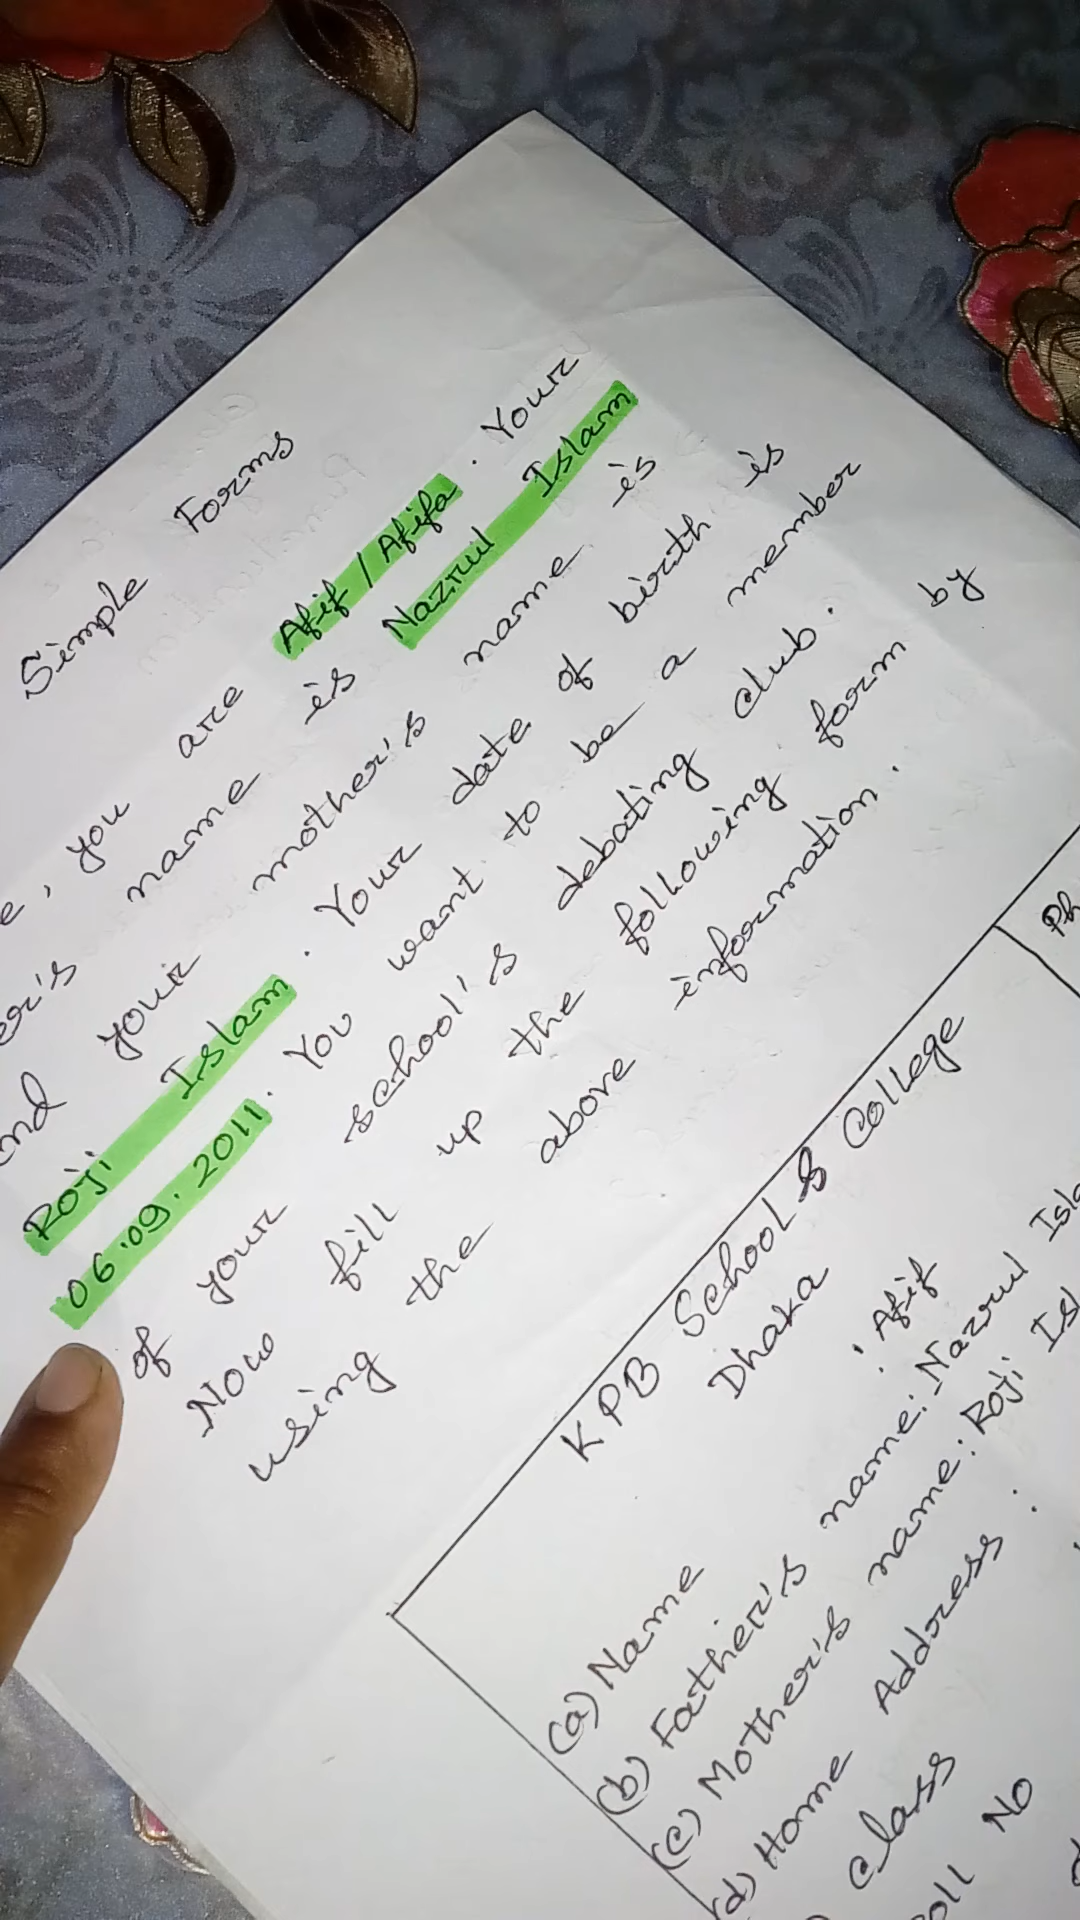 Simple Forms
e, you are Afif / Afifa. Your
er's name is Nazrul Islam
nd your mother's name is
Roji Islam. Your date of birth is
06.09.2011. You want to be a member
of your school's debating club.
Now fill up the following form by
using the above information.
KPB School & College
Dhaka
Ph
(a) Name : Afif
(b) Father's name: Nazrul Isla
(c) Mother's name: Roji Isl
(d) Home Address :
class
oll No